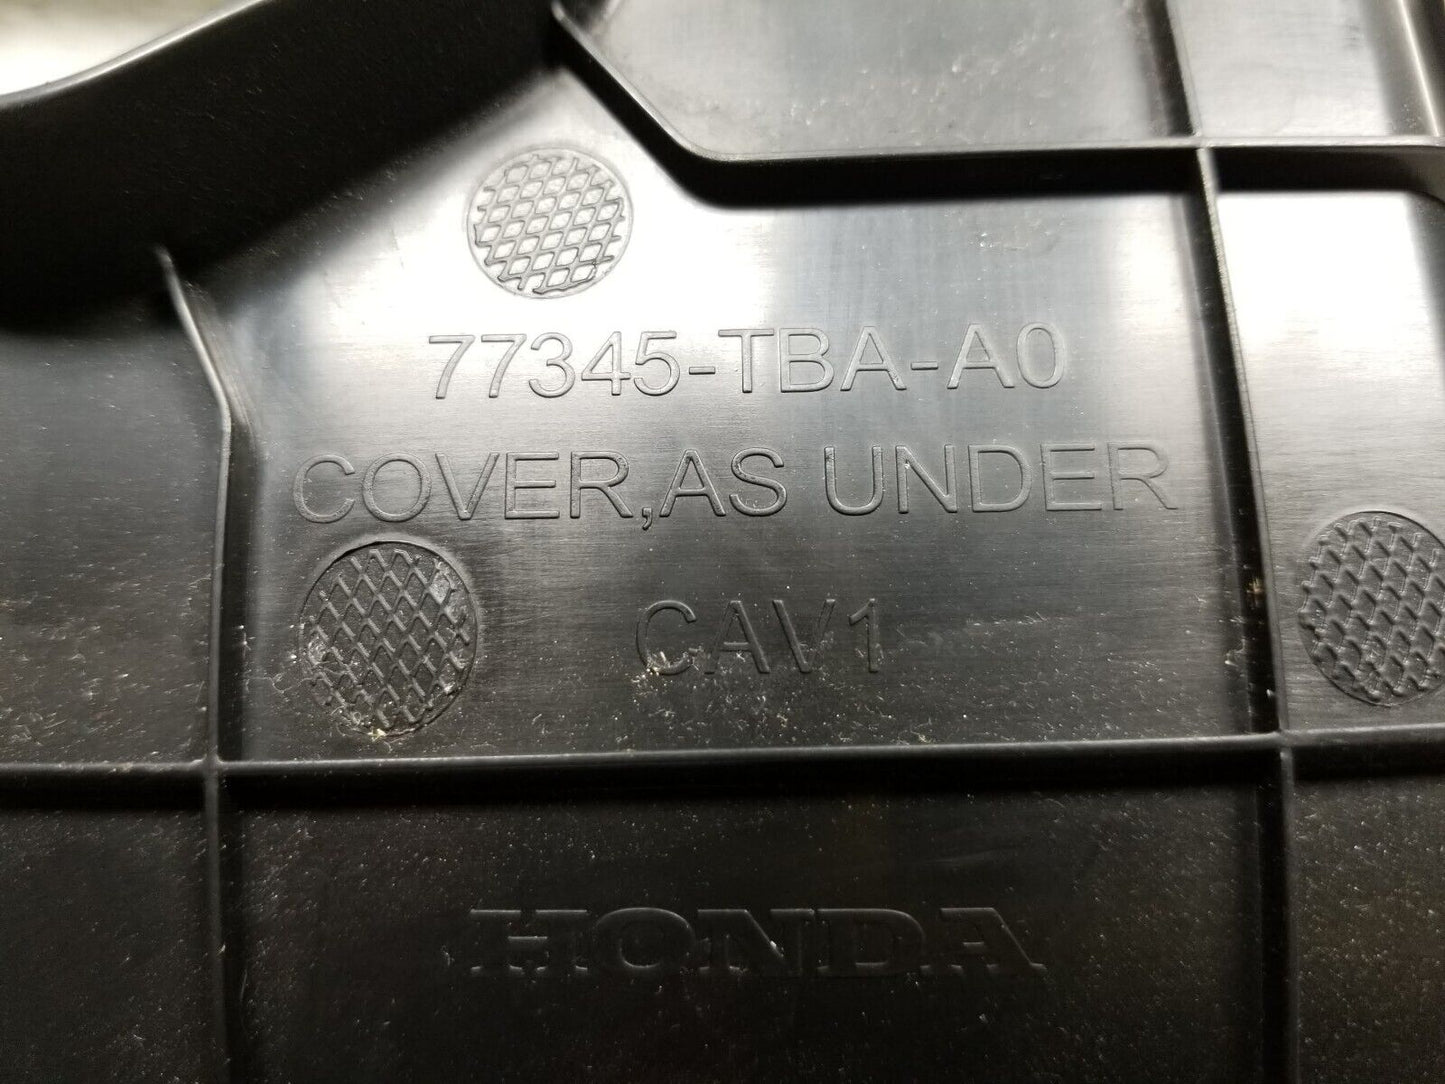 77345-TBA-A0
COVER,AS UNDER
CAV1
HONDA